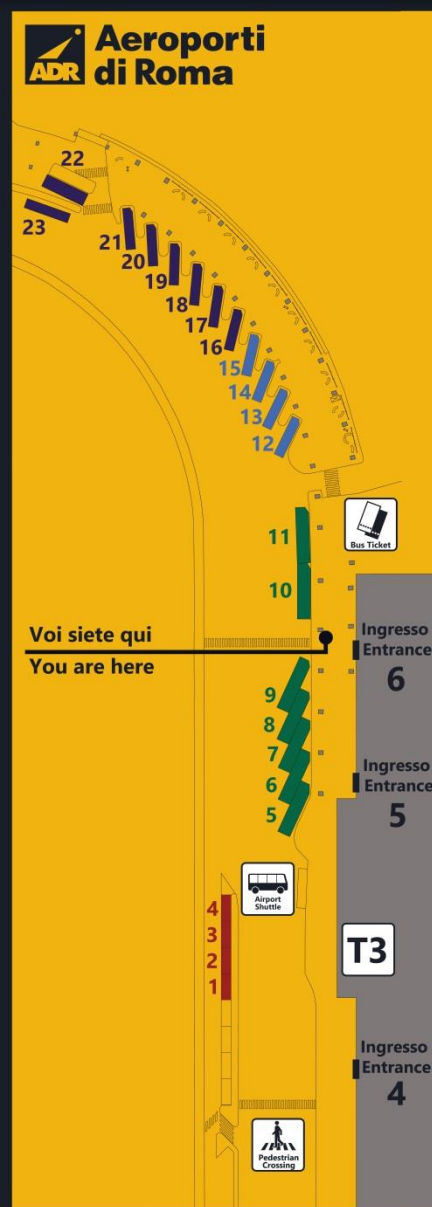 ADR Aeroporti
di Roma
22
23
21
20
19
18
17
16
15
14
13
12
11
Bus Ticket
10
Voi siete qui
You are here
Ingresso
Entrance
6
9
8
7
6
5
Ingresso
Entrance
5
Airport
Shuttle
4
3
2
1
T3
Ingresso
Entrance
4
Pedestrian
Crossing